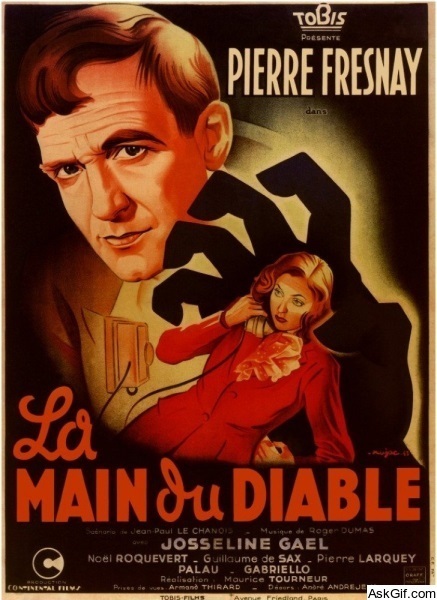 TOBIS
PRÉSENTE
PIERRE FRESNAY
dans
La
MAIN du DIABLE
Scénario de Jean-Paul LE CHANOIS - Musique de Roger DUMAS
avec
JOSSELINE GAEL
Noël ROQUEVERT - Guillaume de SAX - Pierre LARQUEY
PALAU - GABRIELLO
Réalisation : Maurice TOURNEUR
Prises de vues : Armand THIRARD - Décors : André ANDREJEW
C
PRODUCTION
CONTINENTAL FILMS
TOBIS-FILMS
Avenue Friedland, Paris
AskGif.com